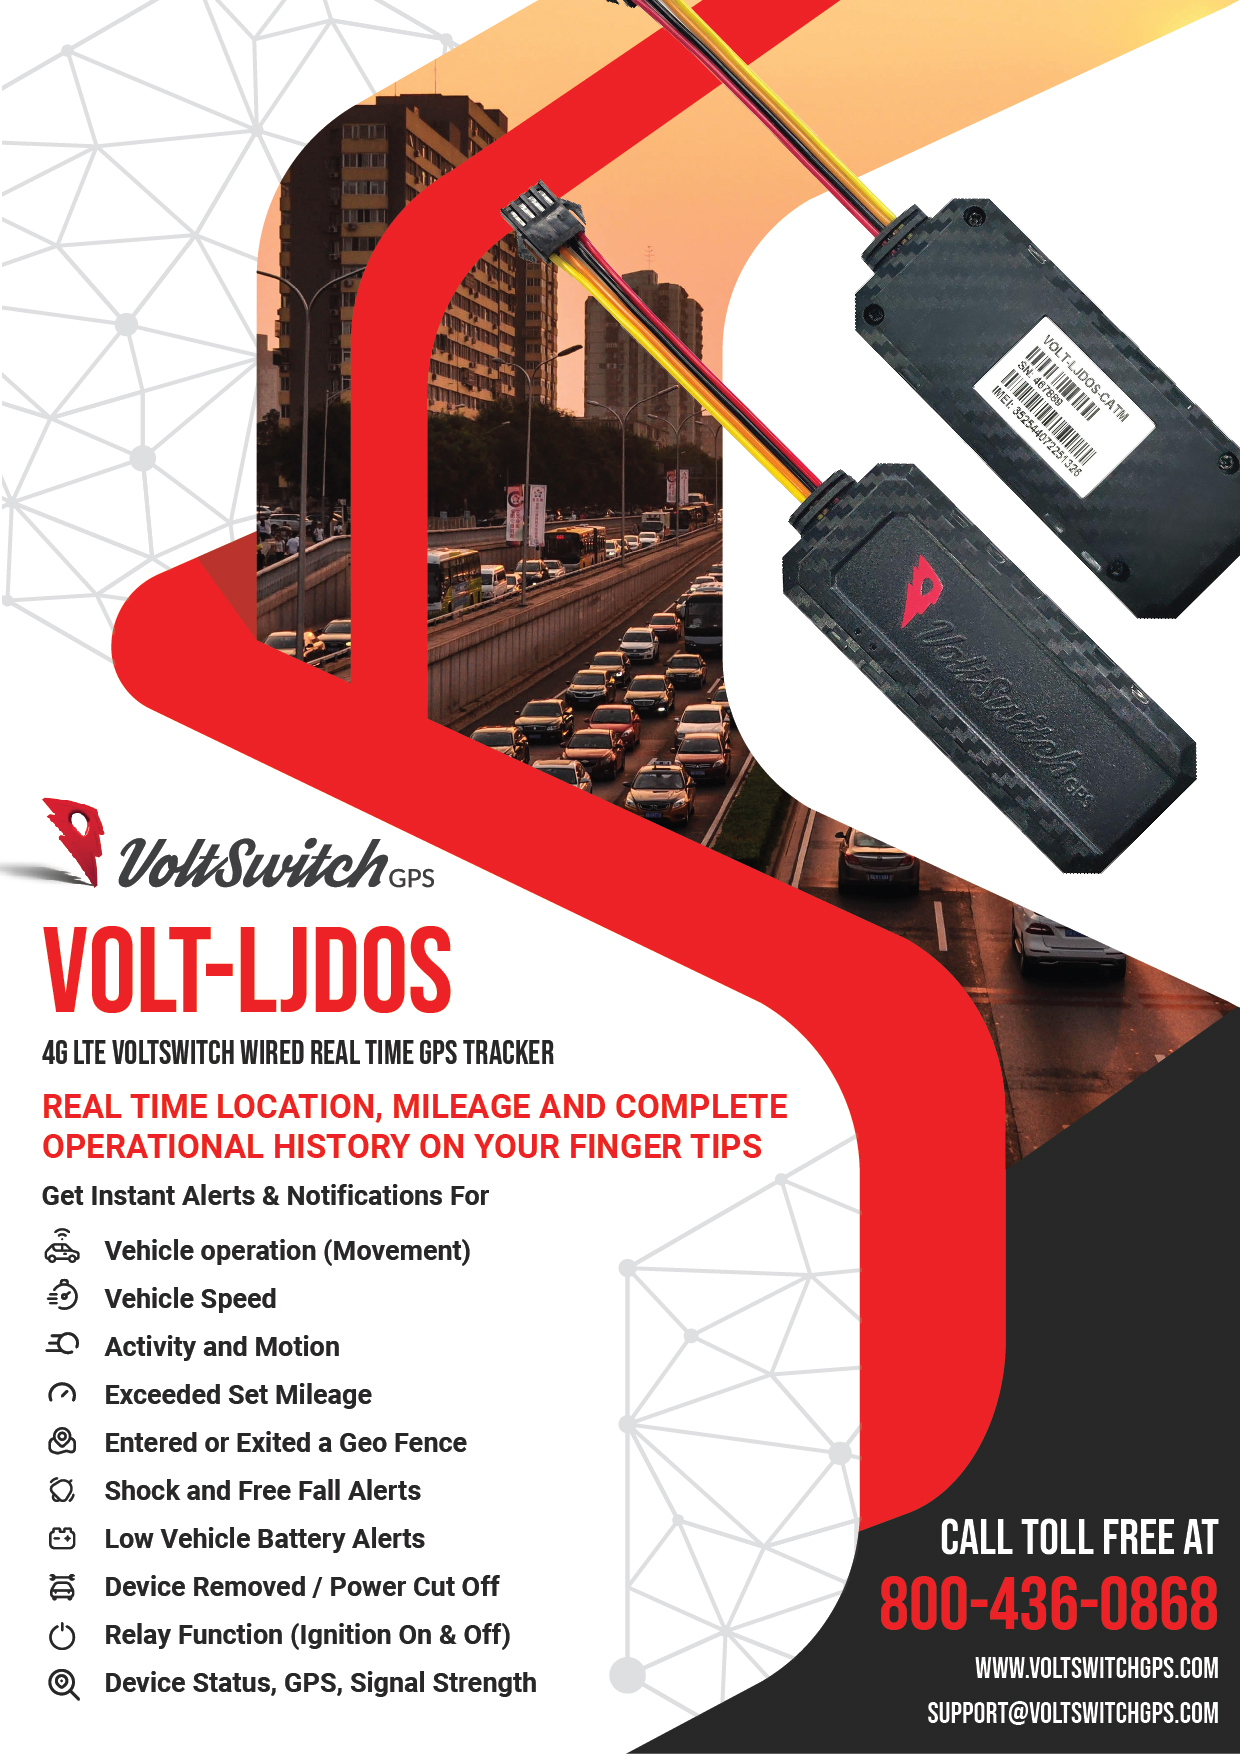 VOLT-LJDOS-CATM
SN: 467889
IMEI: 352544072251326
VoltSwitch GPS
VoltSwitch GPS
VOLT-LJDOS
4G LTE VOLTSWITCH WIRED REAL TIME GPS TRACKER
REAL TIME LOCATION, MILEAGE AND COMPLETE
OPERATIONAL HISTORY ON YOUR FINGER TIPS
Get Instant Alerts & Notifications For
Vehicle operation (Movement)
Vehicle Speed
Activity and Motion
Exceeded Set Mileage
Entered or Exited a Geo Fence
Shock and Free Fall Alerts
Low Vehicle Battery Alerts
Device Removed / Power Cut Off
Relay Function (Ignition On & Off)
Device Status, GPS, Signal Strength
CALL TOLL FREE AT
800-436-0868
WWW.VOLTSWITCHGPS.COM
SUPPORT@VOLTSWITCHGPS.COM